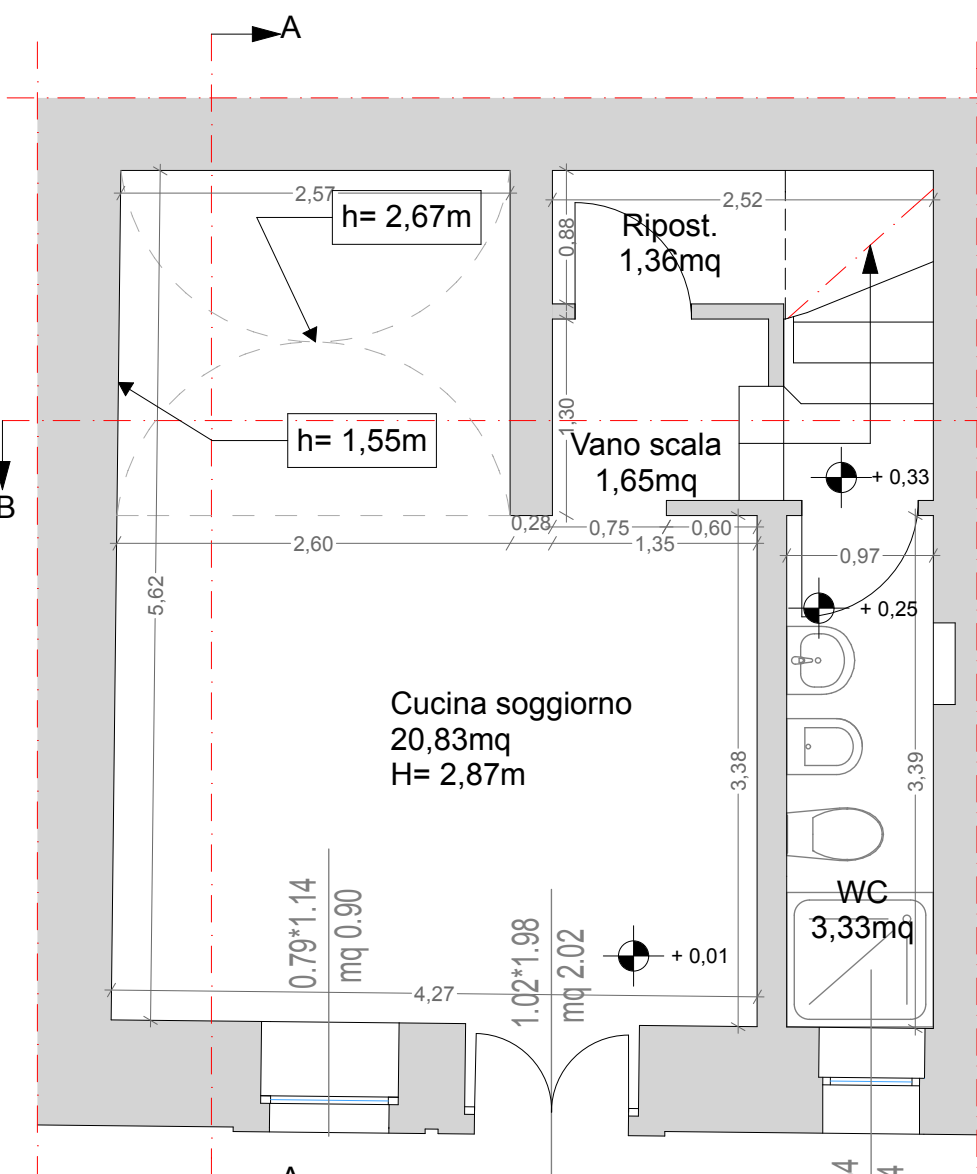 A
2,57
h= 2,67m
2,52
0,88
Ripost.
1,36mq
h= 1,55m
1,30
Vano scala
1,65mq
B
+ 0,33
0,28
0,75
0,60
2,60
1,35
0,97
5,62
+ 0,25
Cucina soggiorno
20,83mq
H= 2,87m
3,38
3,39
0.79*1.14
mq 0.90
1.02*1.98
mq 2.02
WC
3,33mq
+ 0,01
4,27
4
4
A